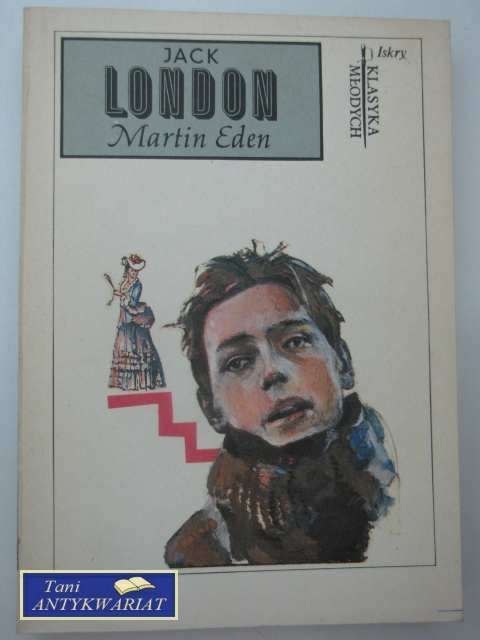 JACK
LONDON
Martin Eden
Iskry
KLASYKA
MŁODYCH
Tani
ANTYKWARIAT